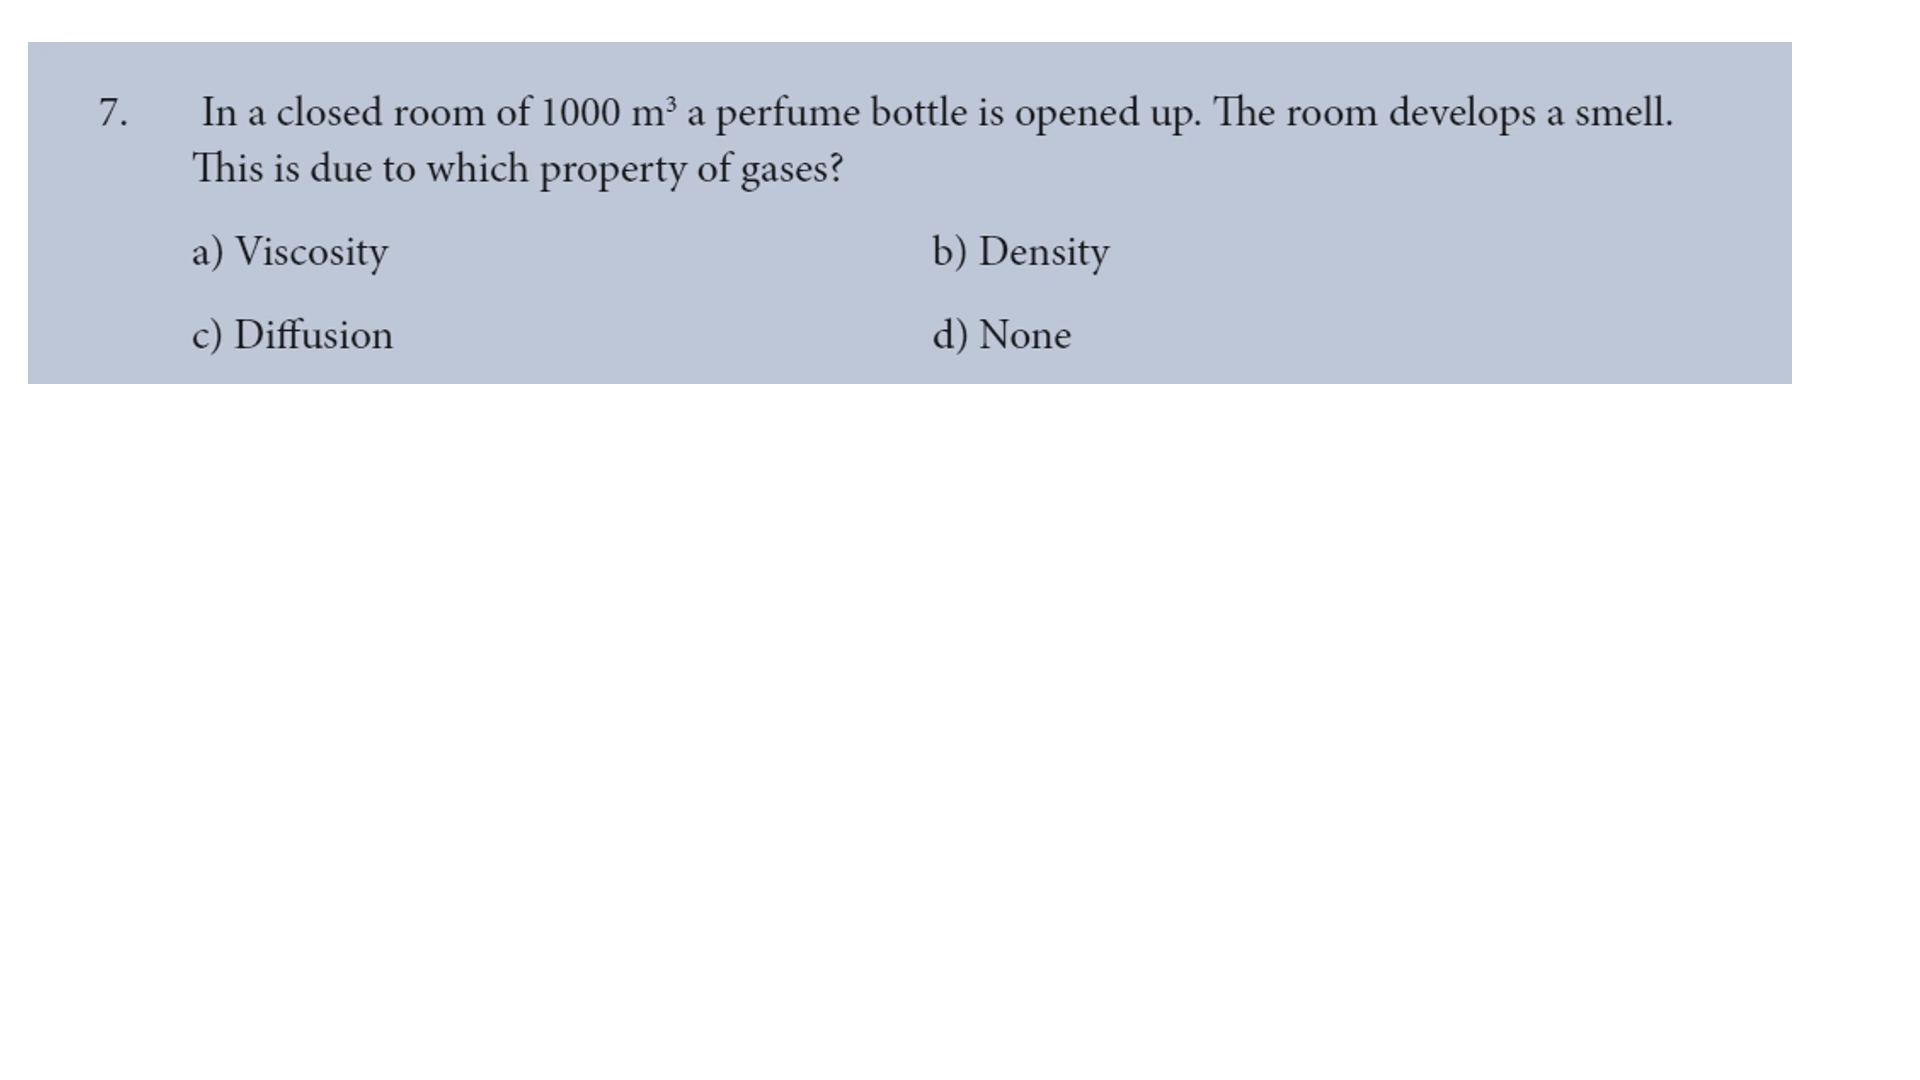 7. In a closed room of 1000 m³ a perfume bottle is opened up. The room develops a smell.
This is due to which property of gases?
a) Viscosity b) Density
c) Diffusion d) None